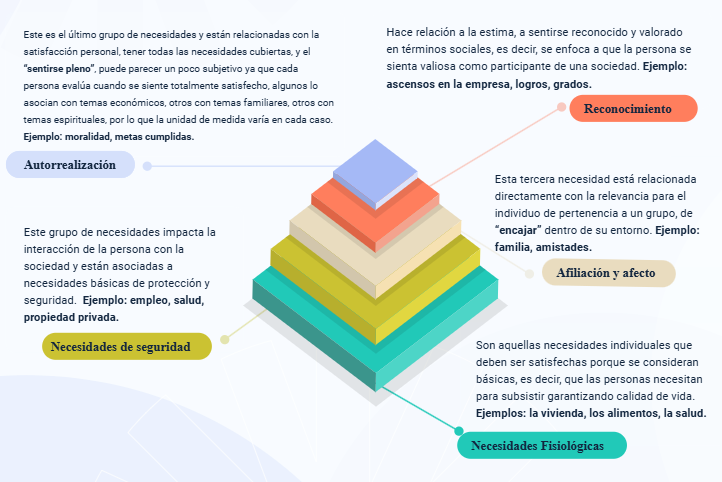 Este es el último grupo de necesidades y están relacionadas con la
satisfacción personal, tener todas las necesidades cubiertas, y el
“sentirse pleno”, puede parecer un poco subjetivo ya que cada
persona evalúa cuando se siente totalmente satisfecho, algunos lo
asocian con temas económicos, otros con temas familiares, otros con
temas espirituales, por lo que la unidad de medida varía en cada caso.
Ejemplo: moralidad, metas cumplidas.
Autorrealización
Hace relación a la estima, a sentirse reconocido y valorado
en términos sociales, es decir, se enfoca a que la persona se
sienta valiosa como participante de una sociedad. Ejemplo:
ascensos en la empresa, logros, grados.
Reconocimiento
Esta tercera necesidad está relacionada
directamente con la relevancia para el
individuo de pertenencia a un grupo, de
“encajar” dentro de su entorno. Ejemplo:
familia, amistades.
Afiliación y afecto
Este grupo de necesidades impacta la
interacción de la persona con la
sociedad y están asociadas a
necesidades básicas de protección y
seguridad. Ejemplo: empleo, salud,
propiedad privada.
Necesidades de seguridad
Son aquellas necesidades individuales que
deben ser satisfechas porque se consideran
básicas, es decir, que las personas necesitan
para subsistir garantizando calidad de vida.
Ejemplos: la vivienda, los alimentos, la salud.
Necesidades Fisiológicas